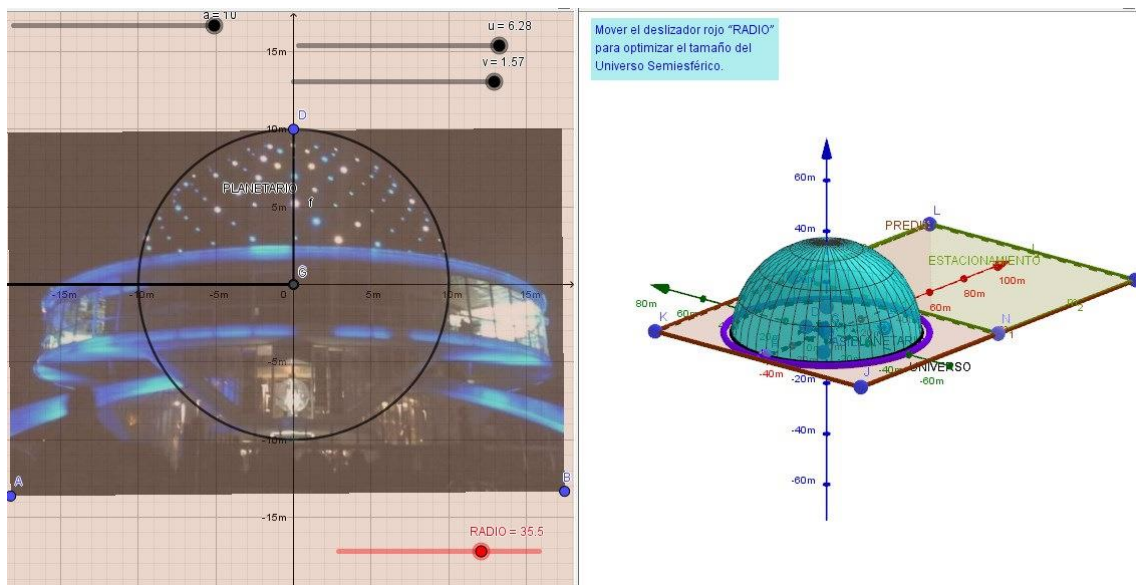 a = 10
u = 6.28
v = 1.57
15m
10m
D
PLANETARIO
f
5m
G
-15m
-10m
-5m
0
5m
10m
15m
-5m
-10m
A
B
-15m
RADIO = 35.5
Mover el deslizador rojo "RADIO"
para optimizar el tamaño del
Universo Semiesférico.
60m
40m
L
PREDI
ESTACIONAMIENTO
100m
80m
60m
80m
60m
K
N
-40m
-40m
-60m
UNIVERSO
J
-20m
-40m
-60m